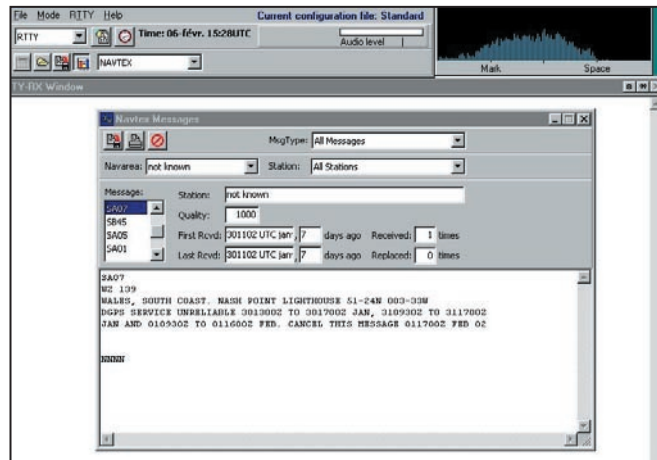 File Mode RTTY Help Current configuration file: Standard
RTTY Time: 06-févr. 15:28UTC Audio level
NAVTEX
Mark Space
TY-RX Window
Navtex Messages
MsgType: All Messages
Navarea: not known Station: All Stations
Message: Station: not known
SA07
SB45
SA05
SA01
Quality: 1000
First Rcvd: 301102 UTC jan, 7 days ago Received: 1 times
Last Rcvd: 301102 UTC jan, 7 days ago Replaced: 0 times
SA07
WZ 139
WALES, SOUTH COAST. NASH POINT LIGHTHOUSE 51-24N 003-33W
DGPS SERVICE UNRELIABLE 301300Z TO 301700Z JAN, 310930Z TO 311700Z
JAN AND 010930Z TO 011600Z FEB. CANCEL THIS MESSAGE 011700Z FEB 02
NNNN